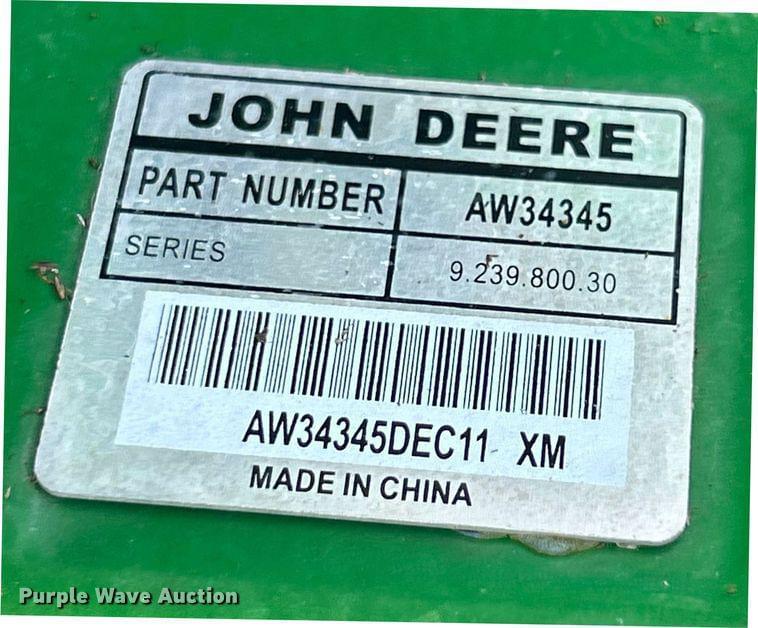 JOHN DEERE
PART NUMBER AW34345
SERIES 9.239.800.30
AW34345DEC11 XM
MADE IN CHINA
Purple Wave Auction